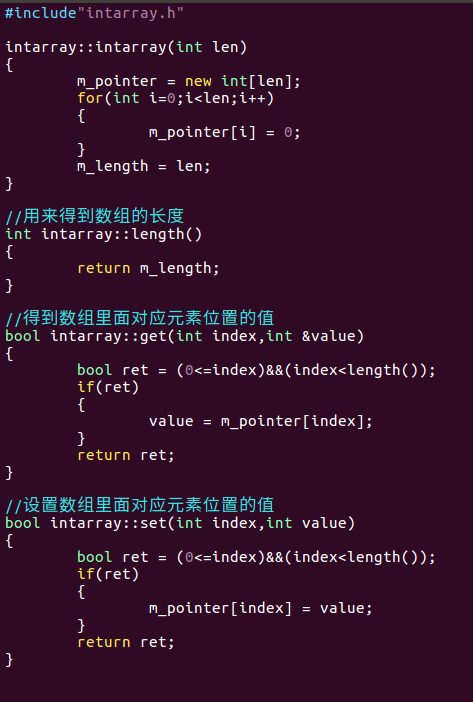 #include"intarray.h"
intarray::intarray(int len)
{
        m_pointer = new int[len];
        for(int i=0;i<len;i++)
        {
                m_pointer[i] = 0;
        }
        m_length = len;
}
//用来得到数组的长度
int intarray::length()
{
        return m_length;
}
//得到数组里面对应元素位置的值
bool intarray::get(int index,int &value)
{
        bool ret = (0<=index)&&(index<length());
        if(ret)
        {
                value = m_pointer[index];
        }
        return ret;
}
//设置数组里面对应元素位置的值
bool intarray::set(int index,int value)
{
        bool ret = (0<=index)&&(index<length());
        if(ret)
        {
                m_pointer[index] = value;
        }
        return ret;
}